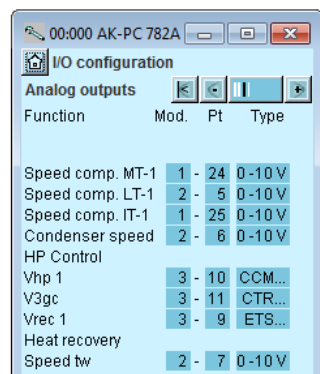 00:000 AK-PC 782A
I/O configuration
Analog outputs
Function Mod. Pt Type
Speed comp. MT-1 1 - 24 0-10 V
Speed comp. LT-1 2 - 5 0-10 V
Speed comp. IT-1 1 - 25 0-10 V
Condenser speed 2 - 6 0-10 V
HP Control
Vhp 1 3 - 10 CCM...
V3gc 3 - 11 CTR...
Vrec 1 3 - 9 ETS...
Heat recovery
Speed tw 2 - 7 0-10 V